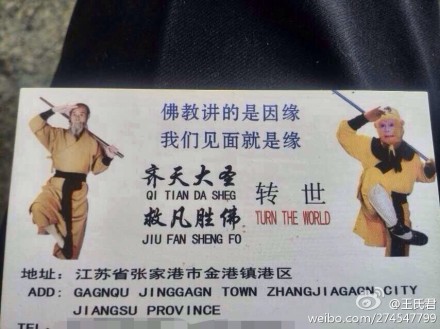 佛教讲的是因缘
我们见面就是缘
齐天大圣
QI TIAN DA SHEG
救凡胜佛
JIU FAN SHENG FO
转世
TURN THE WORLD
地址：江苏省张家港市金港镇港区
ADD: GAGNQU JINGGAGN TOWN ZHANGJIAGAGN CITY
JIANGSU PROVINCE
TEL:
@王氏君
weibo.com/274547799